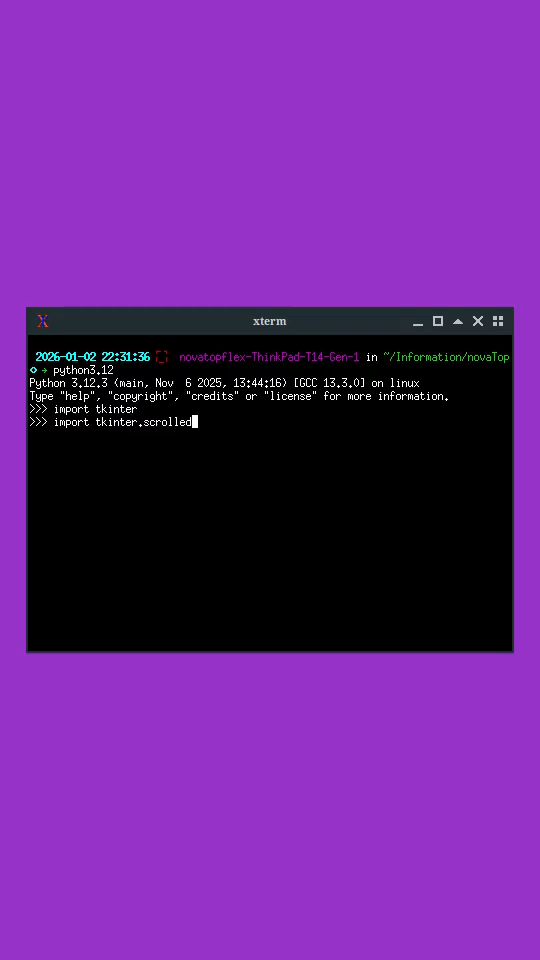 xterm
2026-01-02 22:31:36 novatopflex-ThinkPad-T14-Gen-1 in ~/Information/novaTop
python3.12
Python 3.12.3 (main, Nov  6 2025, 13:44:16) [GCC 13.3.0] on linux
Type "help", "copyright", "credits" or "license" for more information.
>>> import tkinter
>>> import tkinter.scrolled